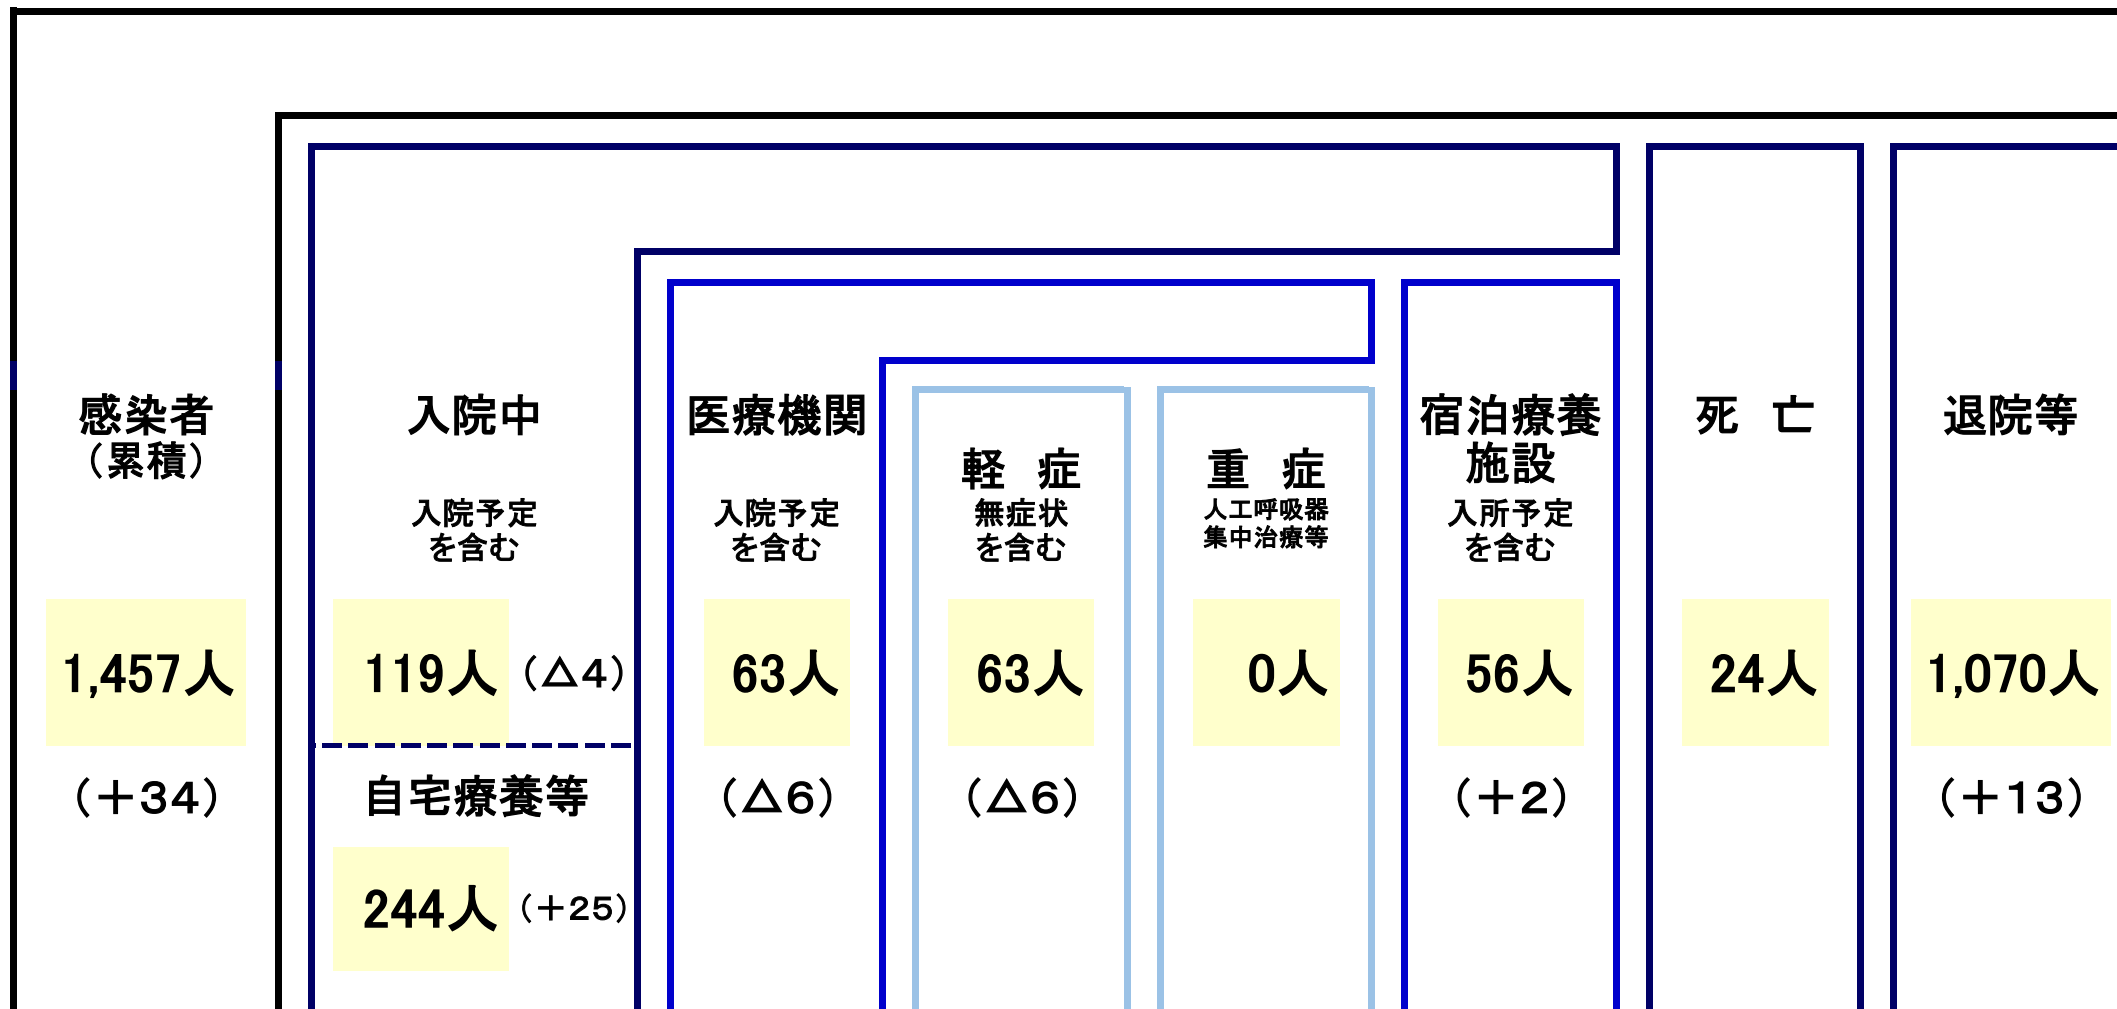 感染者
（累積）
1,457人
（＋34）
入院中
入院予定
を含む
119人 （△4）
自宅療養等
244人 （＋25）
医療機関
入院予定
を含む
63人
（△6）
軽 症
無症状
を含む
63人
（△6）
重 症
人工呼吸器
集中治療等
0人
宿泊療養
施設
入所予定
を含む
56人
（＋2）
死 亡
24人
退院等
1,070人
（＋13）